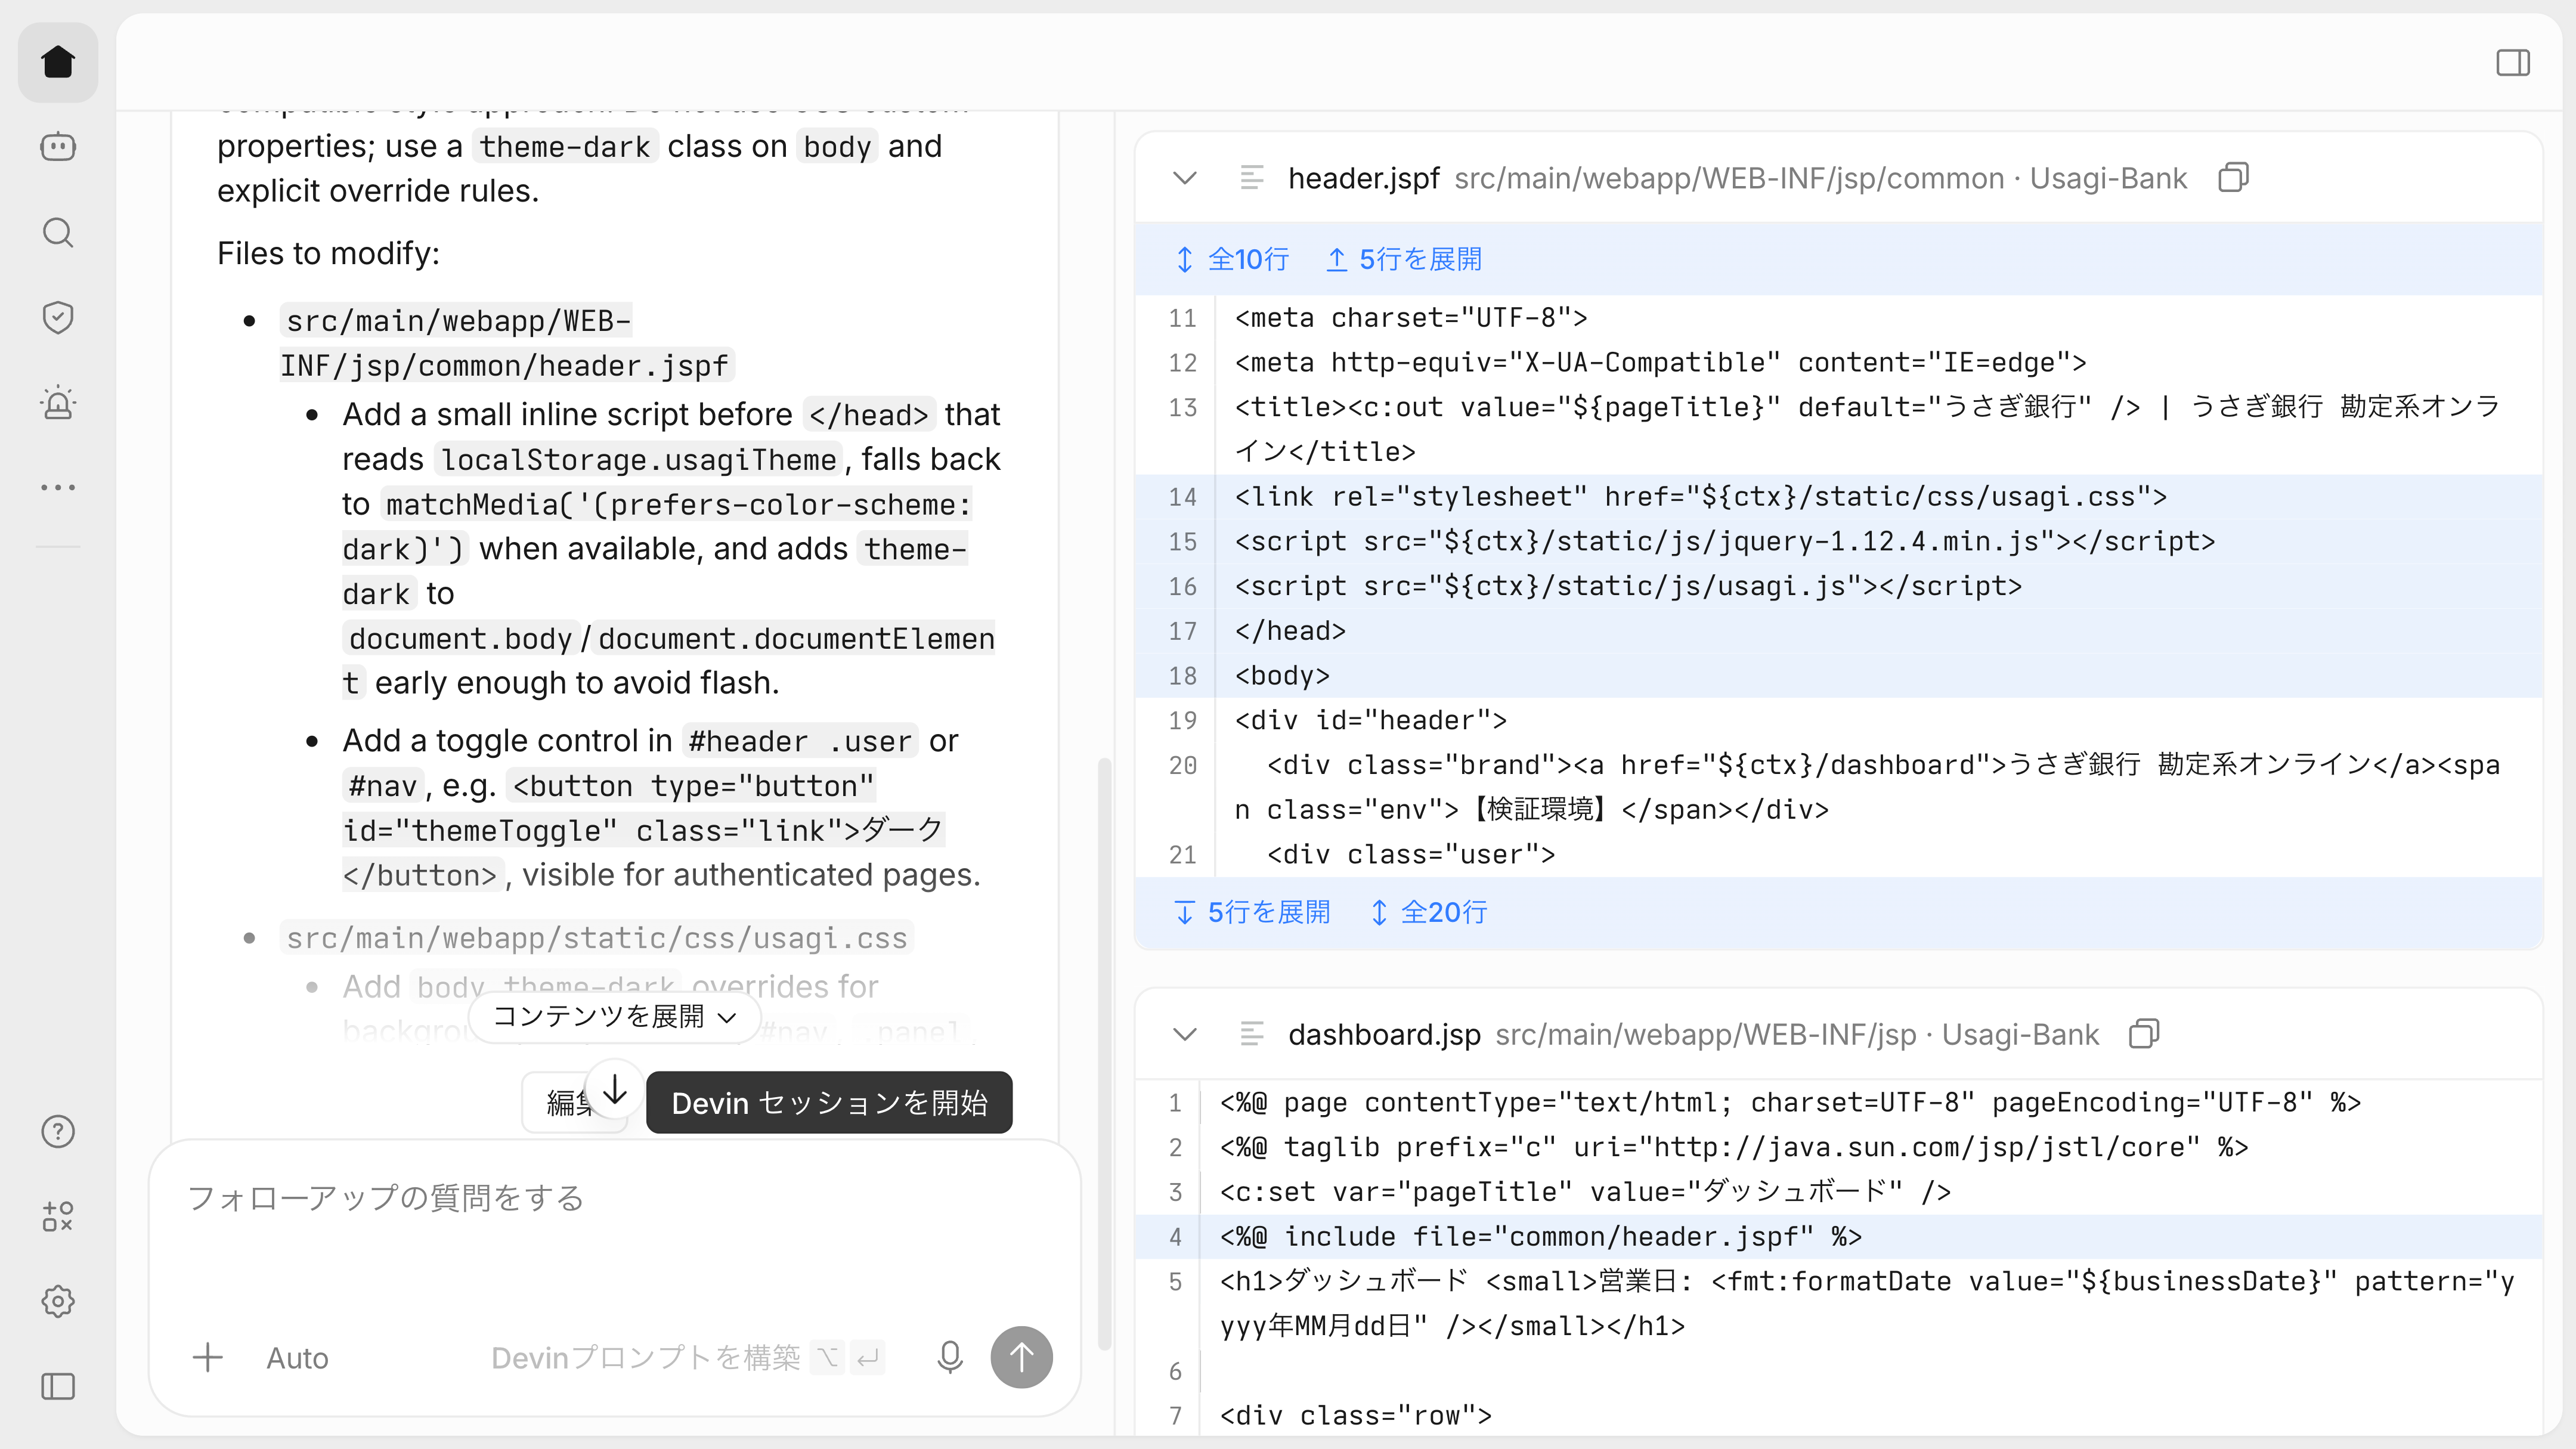 properties; use a theme-dark class on body and
explicit override rules.
Files to modify:
src/main/webapp/WEB-
INF/jsp/common/header.jspf
Add a small inline script before </head> that
reads localStorage.usagiTheme, falls back
to matchMedia('(prefers-color-scheme:
dark)') when available, and adds theme-
dark to
document.body/document.documentElemen
t early enough to avoid flash.
Add a toggle control in #header .user or
#nav, e.g. <button type="button"
id="themeToggle" class="link">ダーク
</button>, visible for authenticated pages.
src/main/webapp/static/css/usagi.css
Add body.theme-dark overrides for
#nav, .panel,
コンテンツを展開
編集
Devin セッションを開始
フォローアップの質問をする
Auto
Devinプロンプトを構築 ⌥ ↵
header.jspf src/main/webapp/WEB-INF/jsp/common · Usagi-Bank
全10行 5行を展開
11 <meta charset="UTF-8">
12 <meta http-equiv="X-UA-Compatible" content="IE=edge">
13 <title><c:out value="${pageTitle}" default="うさぎ銀行" /> | うさぎ銀行 勘定系オンラ
イン</title>
14 <link rel="stylesheet" href="${ctx}/static/css/usagi.css">
15 <script src="${ctx}/static/js/jquery-1.12.4.min.js"></script>
16 <script src="${ctx}/static/js/usagi.js"></script>
17 </head>
18 <body>
19 <div id="header">
20 <div class="brand"><a href="${ctx}/dashboard">うさぎ銀行 勘定系オンライン</a><spa
n class="env">【検証環境】</span></div>
21 <div class="user">
5行を展開 全20行
dashboard.jsp src/main/webapp/WEB-INF/jsp · Usagi-Bank
1 <%@ page contentType="text/html; charset=UTF-8" pageEncoding="UTF-8" %>
2 <%@ taglib prefix="c" uri="http://java.sun.com/jsp/jstl/core" %>
3 <c:set var="pageTitle" value="ダッシュボード" />
4 <%@ include file="common/header.jspf" %>
5 <h1>ダッシュボード <small>営業日: <fmt:formatDate value="${businessDate}" pattern="y
yyy年MM月dd日" /></small></h1>
6
7 <div class="row">